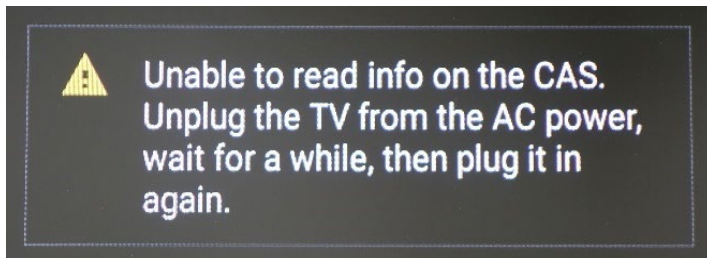 Unable to read info on the CAS.
Unplug the TV from the AC power,
wait for a while, then plug it in
again.